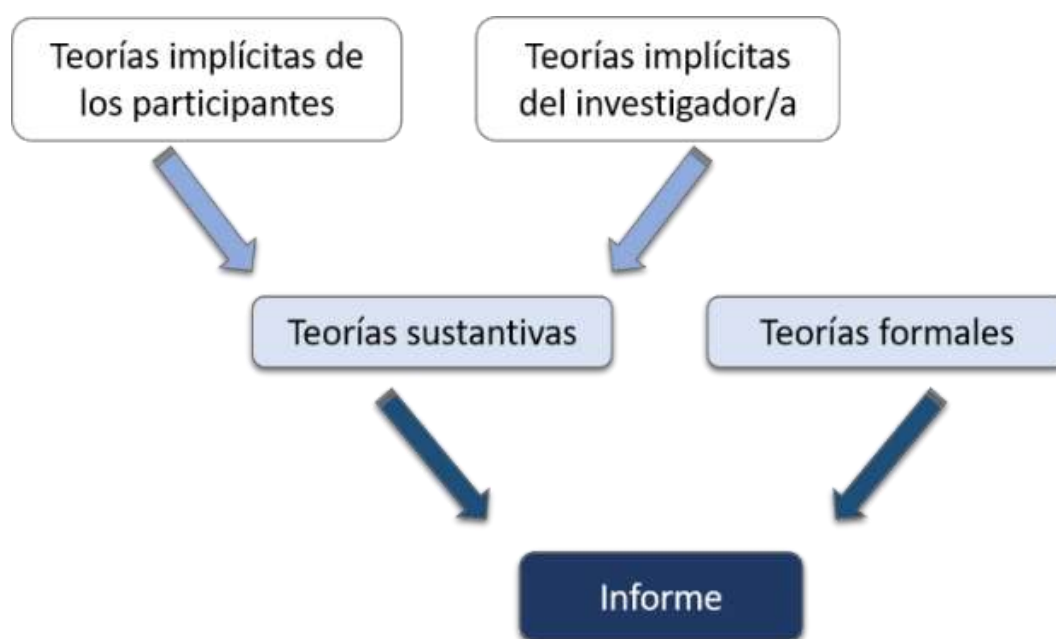 Teorías implícitas de
los participantes
Teorías implícitas
del investigador/a
Teorías sustantivas
Teorías formales
Informe